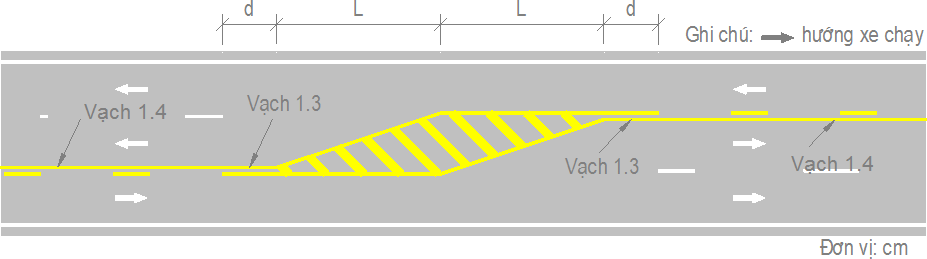 d L L d
Ghi chú: hướng xe chạy
Vạch 1.4
Vạch 1.3
Vạch 1.3
Vạch 1.4
Đơn vị: cm